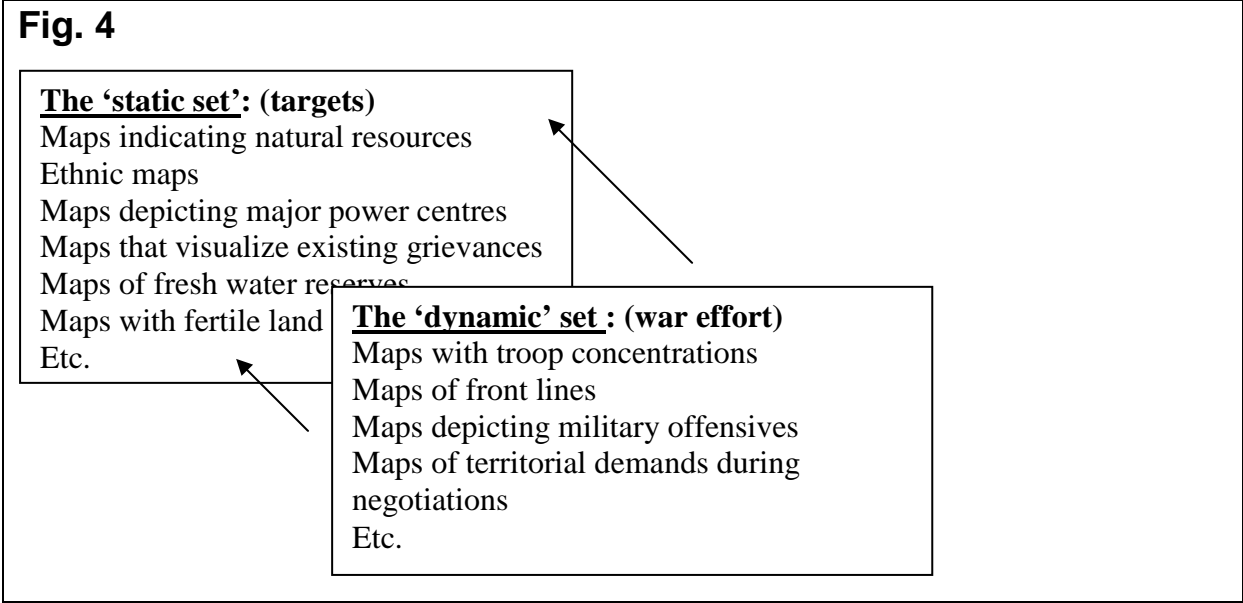 Fig. 4
The ‘static set’: (targets)
Maps indicating natural resources
Ethnic maps
Maps depicting major power centres
Maps that visualize existing grievances
Maps of fresh water reserves
Maps with fertile land
Etc.
The ‘dynamic’ set : (war effort)
Maps with troop concentrations
Maps of front lines
Maps depicting military offensives
Maps of territorial demands during
negotiations
Etc.